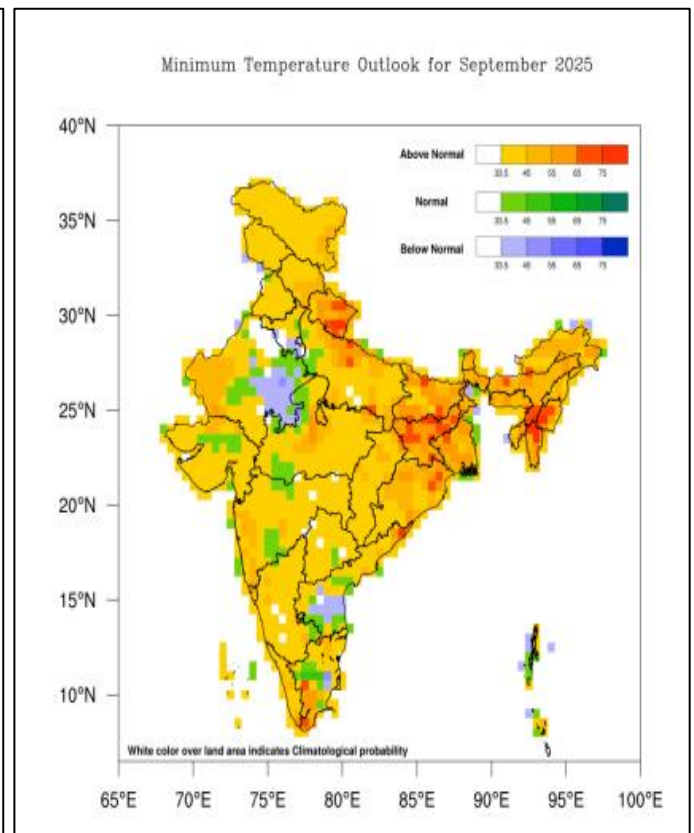 Minimum Temperature Outlook for September 2025
40°N
35°N
30°N
25°N
20°N
15°N
10°N
Above Normal
33.5 45 55 65 75
Normal
33.5 45 55 65 75
Below Normal
33.5 45 55 65 75
White color over land area indicates Climatological probability
65°E 70°E 75°E 80°E 85°E 90°E 95°E 100°E